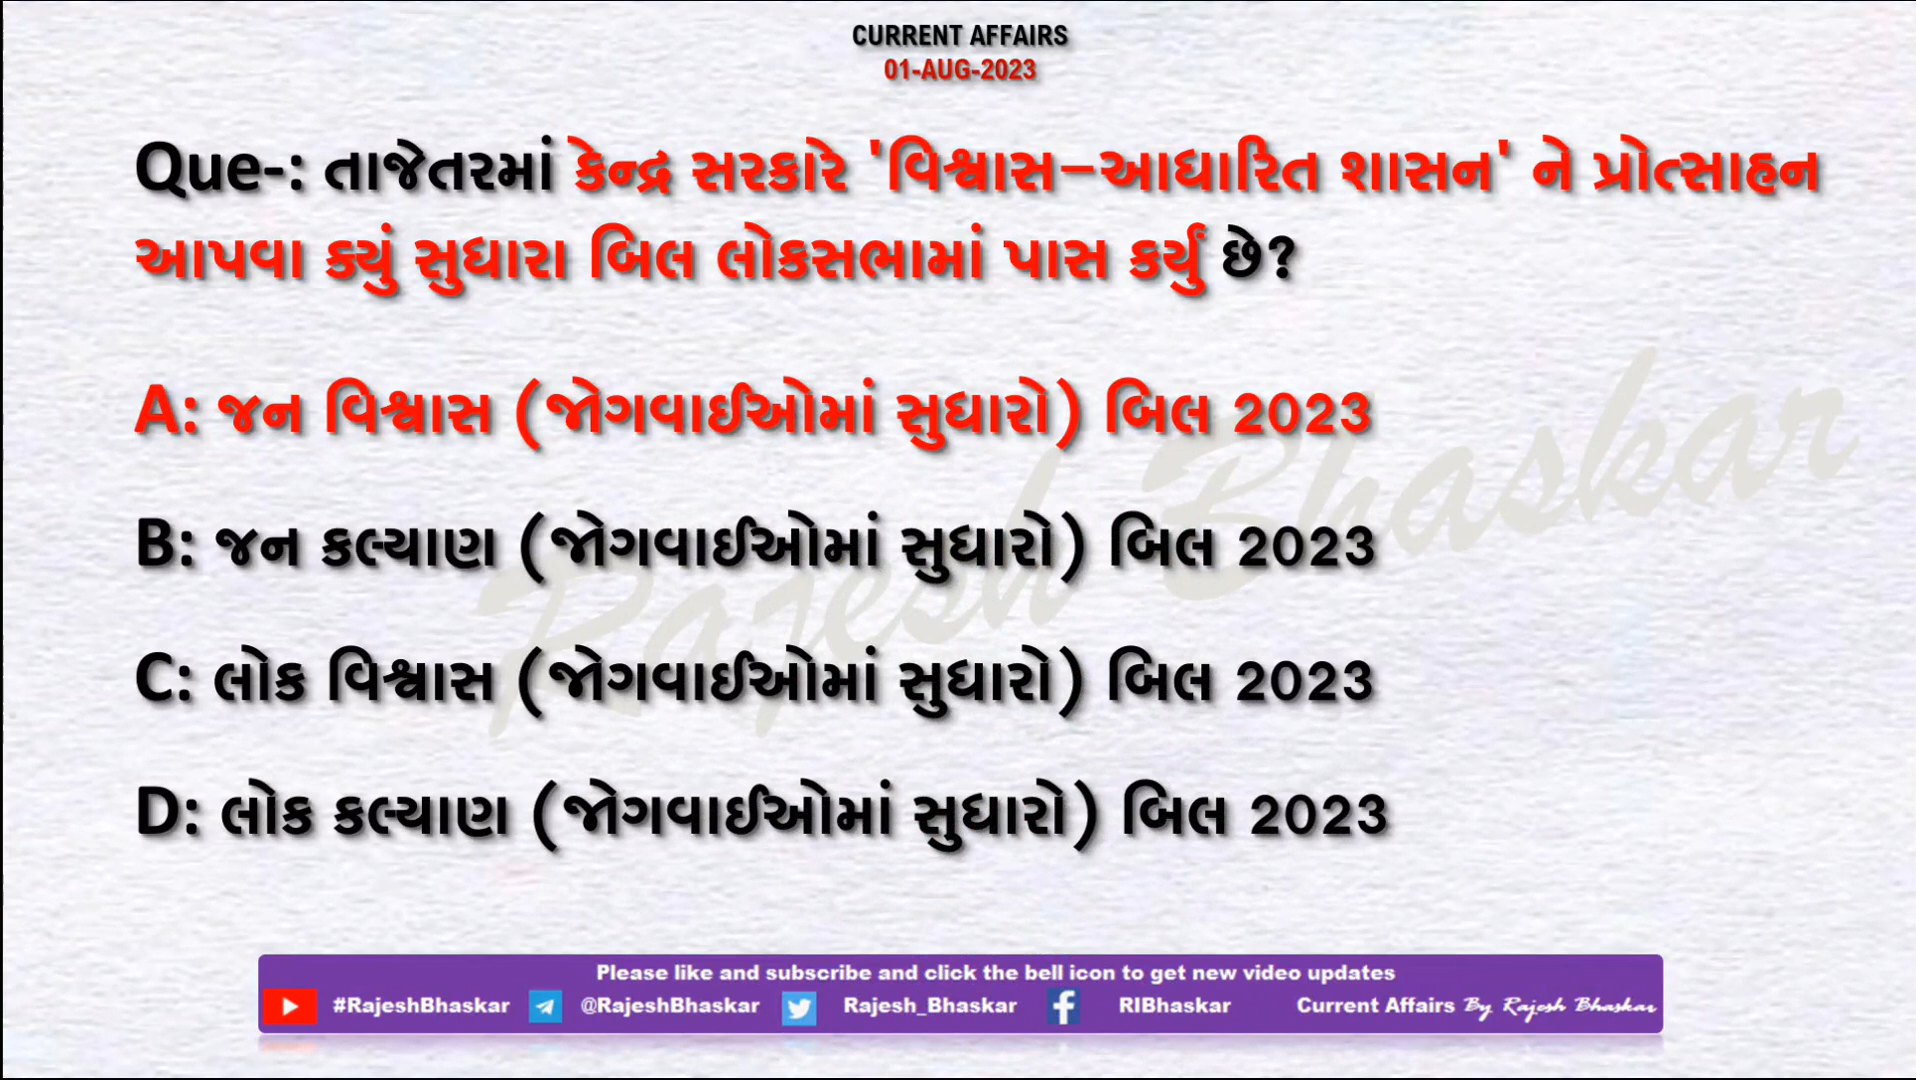 CURRENT AFFAIRS
01-AUG-2023
Que-: તાજેતરમાં કેન્દ્ર સરકારે 'વિશ્વાસ–આધારિત શાસન' ને પ્રોત્સાહન
આપવા ક્યું સુધારા બિલ લોકસભામાં પાસ કર્યું છે?
A: જન વિશ્વાસ (જોગવાઈઓમાં સુધારો) બિલ 2023
B: જન કલ્યાણ (જોગવાઈઓમાં સુધારો) બિલ 2023
C: લોક વિશ્વાસ (જોગવાઈઓમાં સુધારો) બિલ 2023
D: લોક કલ્યાણ (જોગવાઈઓમાં સુધારો) બિલ 2023
Rajesh Bhaskar
Please like and subscribe and click the bell icon to get new video updates
#RajeshBhaskar @RajeshBhaskar Rajesh_Bhaskar RIBhaskar Current Affairs By Rajesh Bhaskar